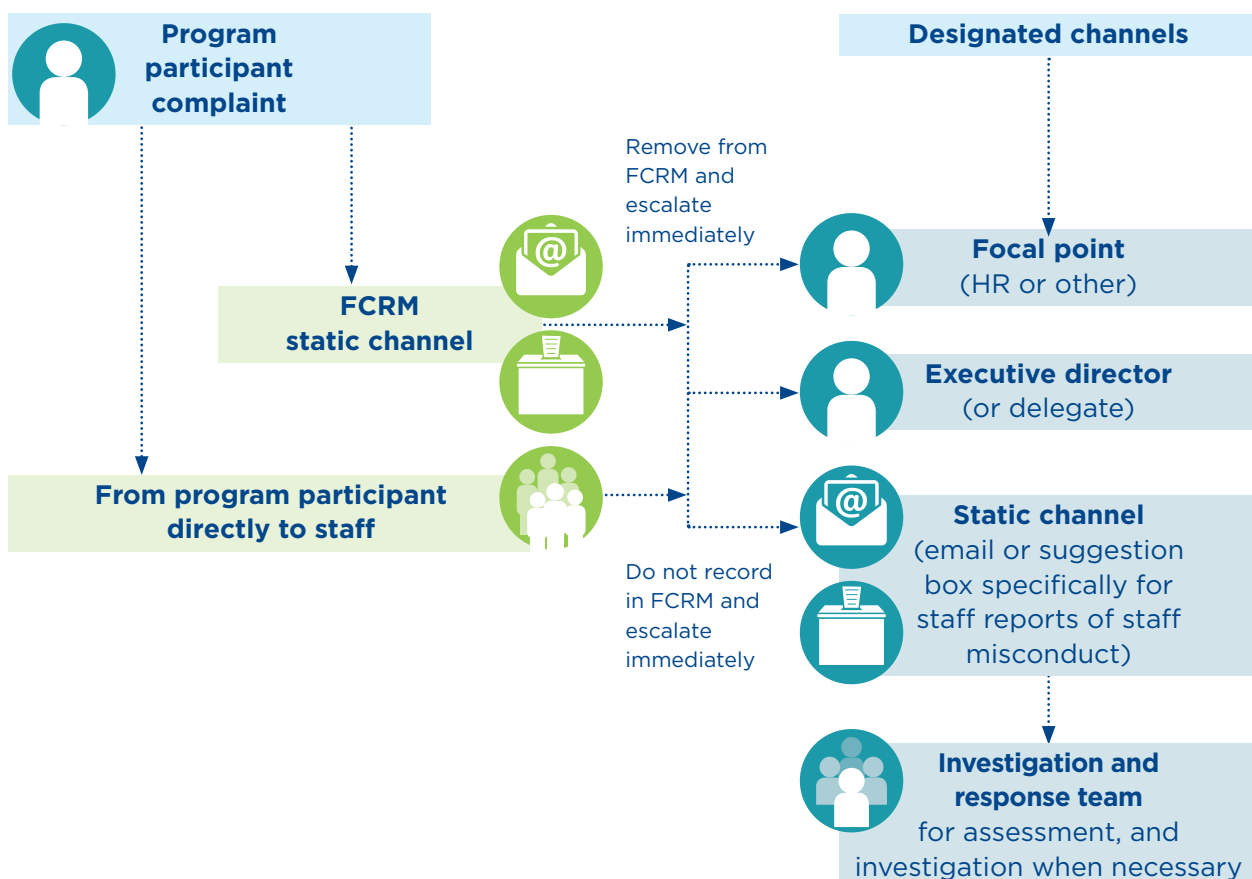 Program
participant
complaint
Designated channels
Remove from
FCRM and
escalate
immediately
@
FCRM
static channel
Focal point
(HR or other)
Executive director
(or delegate)
From program participant
directly to staff
@
Static channel
(email or suggestion
box specifically for
staff reports of staff
misconduct)
Do not record
in FCRM and
escalate
immediately
Investigation and
response team
for assessment, and
investigation when necessary